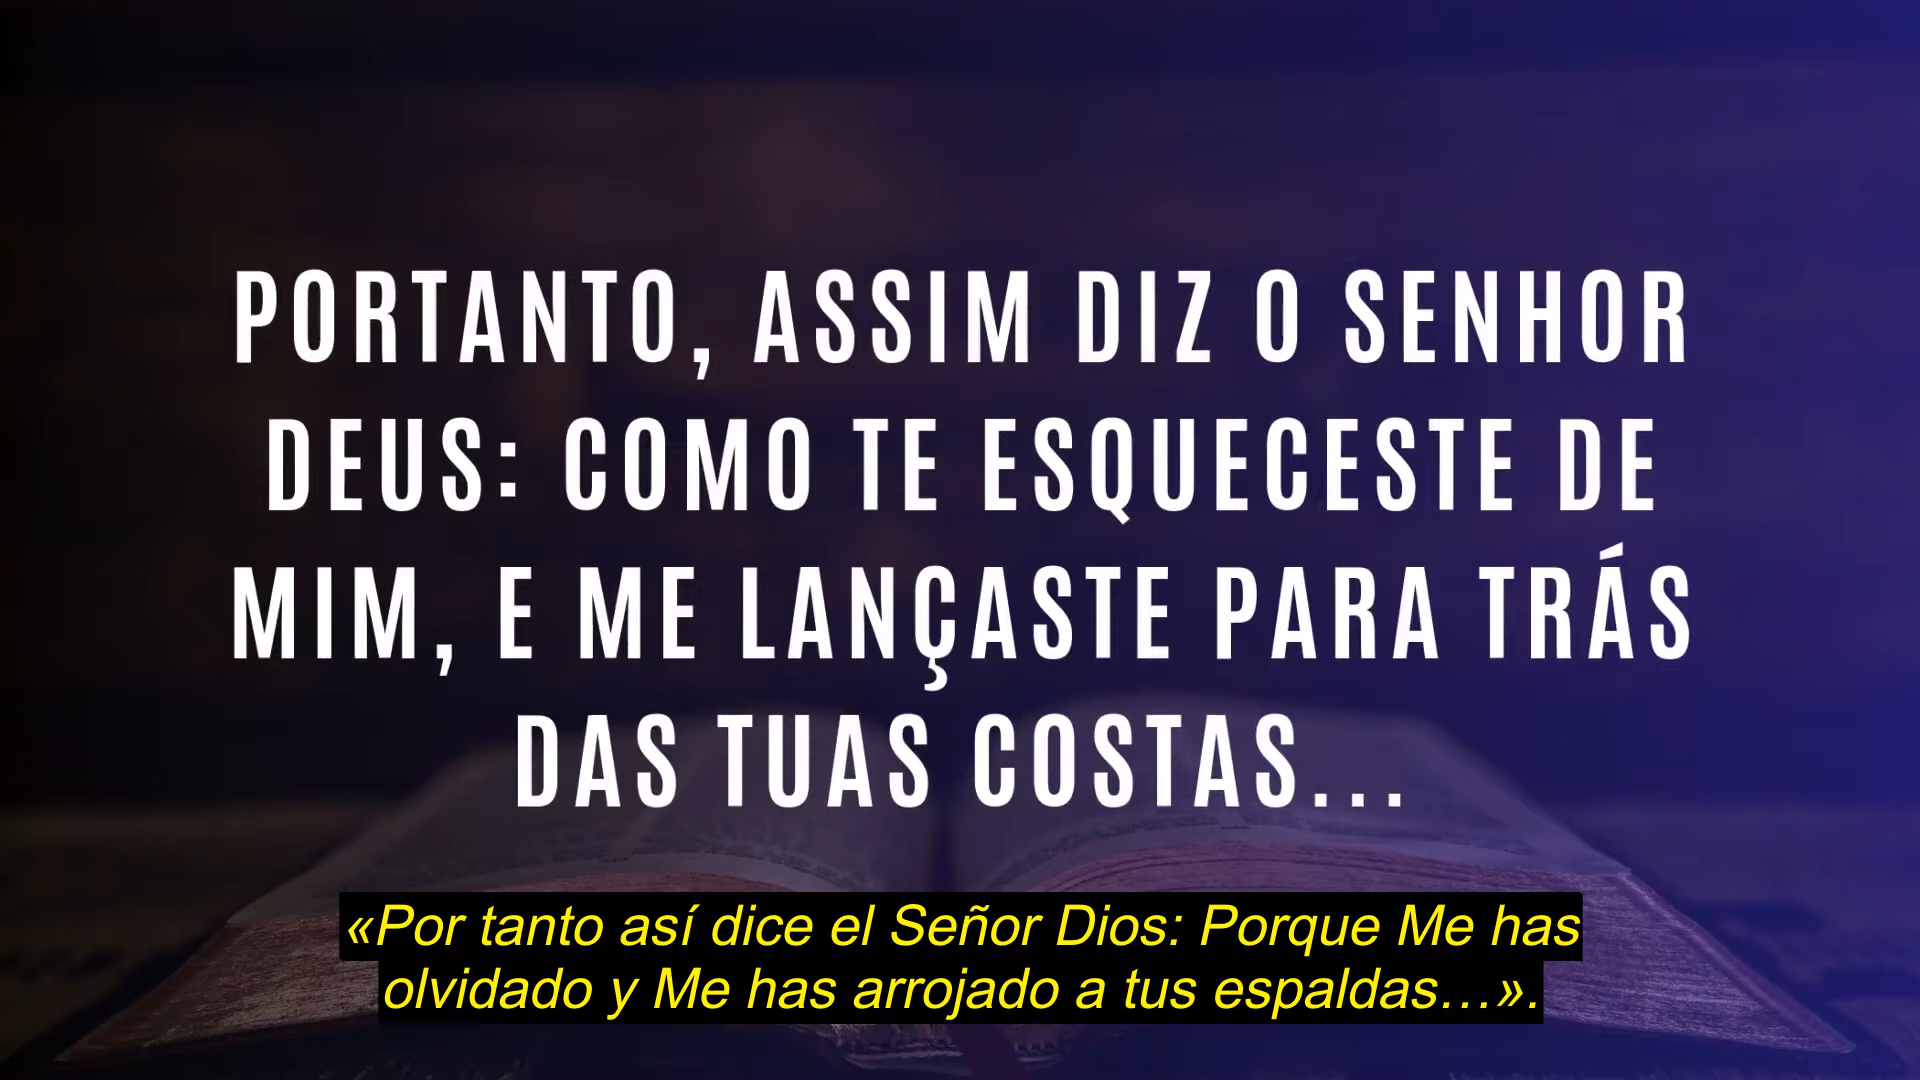 PORTANTO, ASSIM DIZ O SENHOR
DEUS: COMO TE ESQUECESTE DE
MIM, E ME LANÇASTE PARA TRÁS
DAS TUAS COSTAS...
«Por tanto así dice el Señor Dios: Porque Me has
olvidado y Me has arrojado a tus espaldas…».